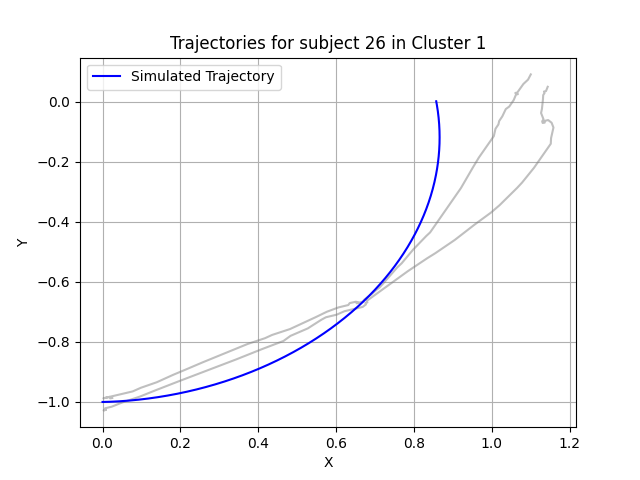 Trajectories for subject 26 in Cluster 1
Simulated Trajectory
0.0
−0.2
−0.4
−0.6
−0.8
−1.0
Y
0.0 0.2 0.4 0.6 0.8 1.0 1.2
X